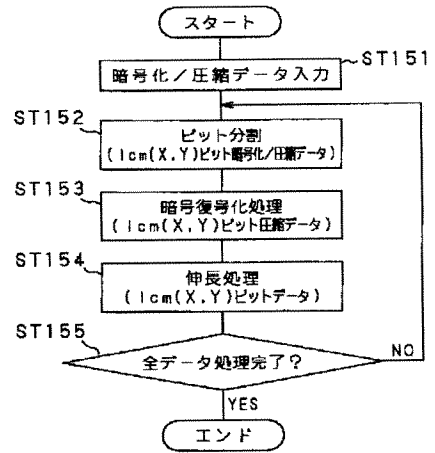 スタート
ST151
暗号化/圧縮データ入力
ST152
ビット分割
(lcm(X,Y)ビット暗号化/圧縮データ)
ST153
暗号復号化処理
(lcm(X,Y)ビット圧縮データ)
ST154
伸長処理
(lcm(X,Y)ビットデータ)
ST155
全データ処理完了?
NO
YES
エンド